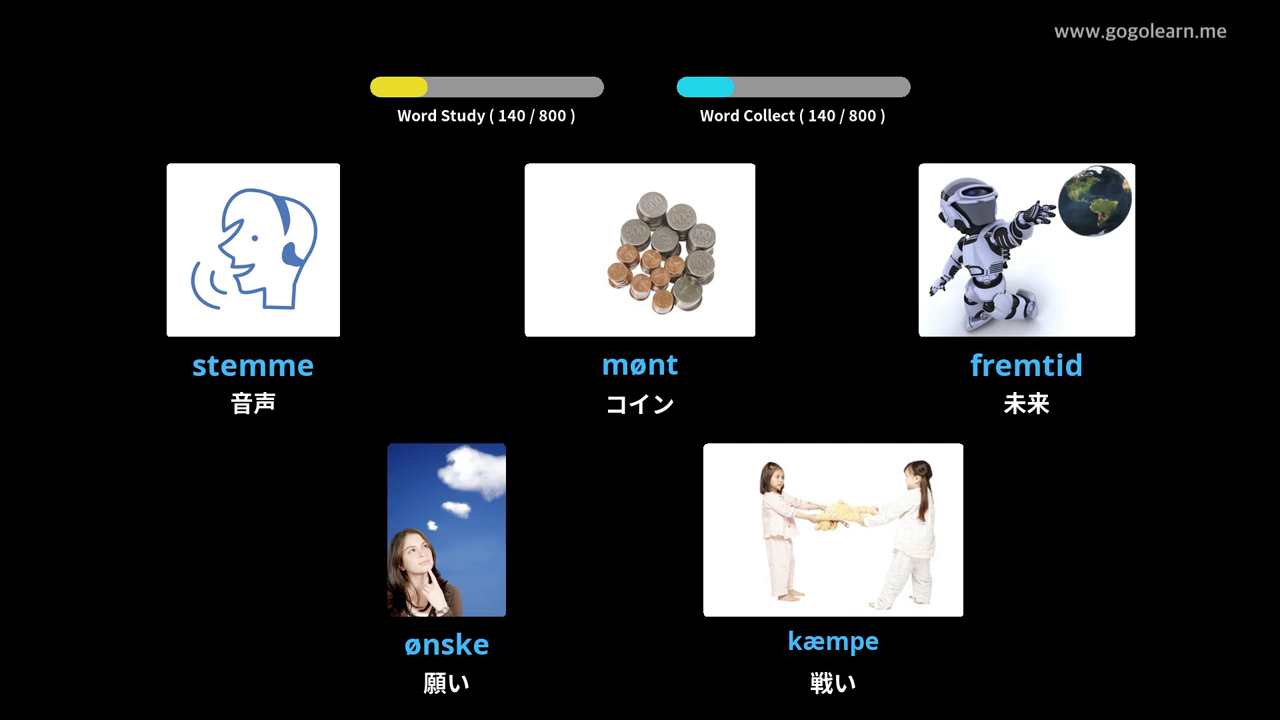 www.gogolearn.me
Word Study ( 140 / 800 )
Word Collect ( 140 / 800 )
stemme
音声
mønt
コイン
fremtid
未来
ønske
願い
kæmpe
戦い